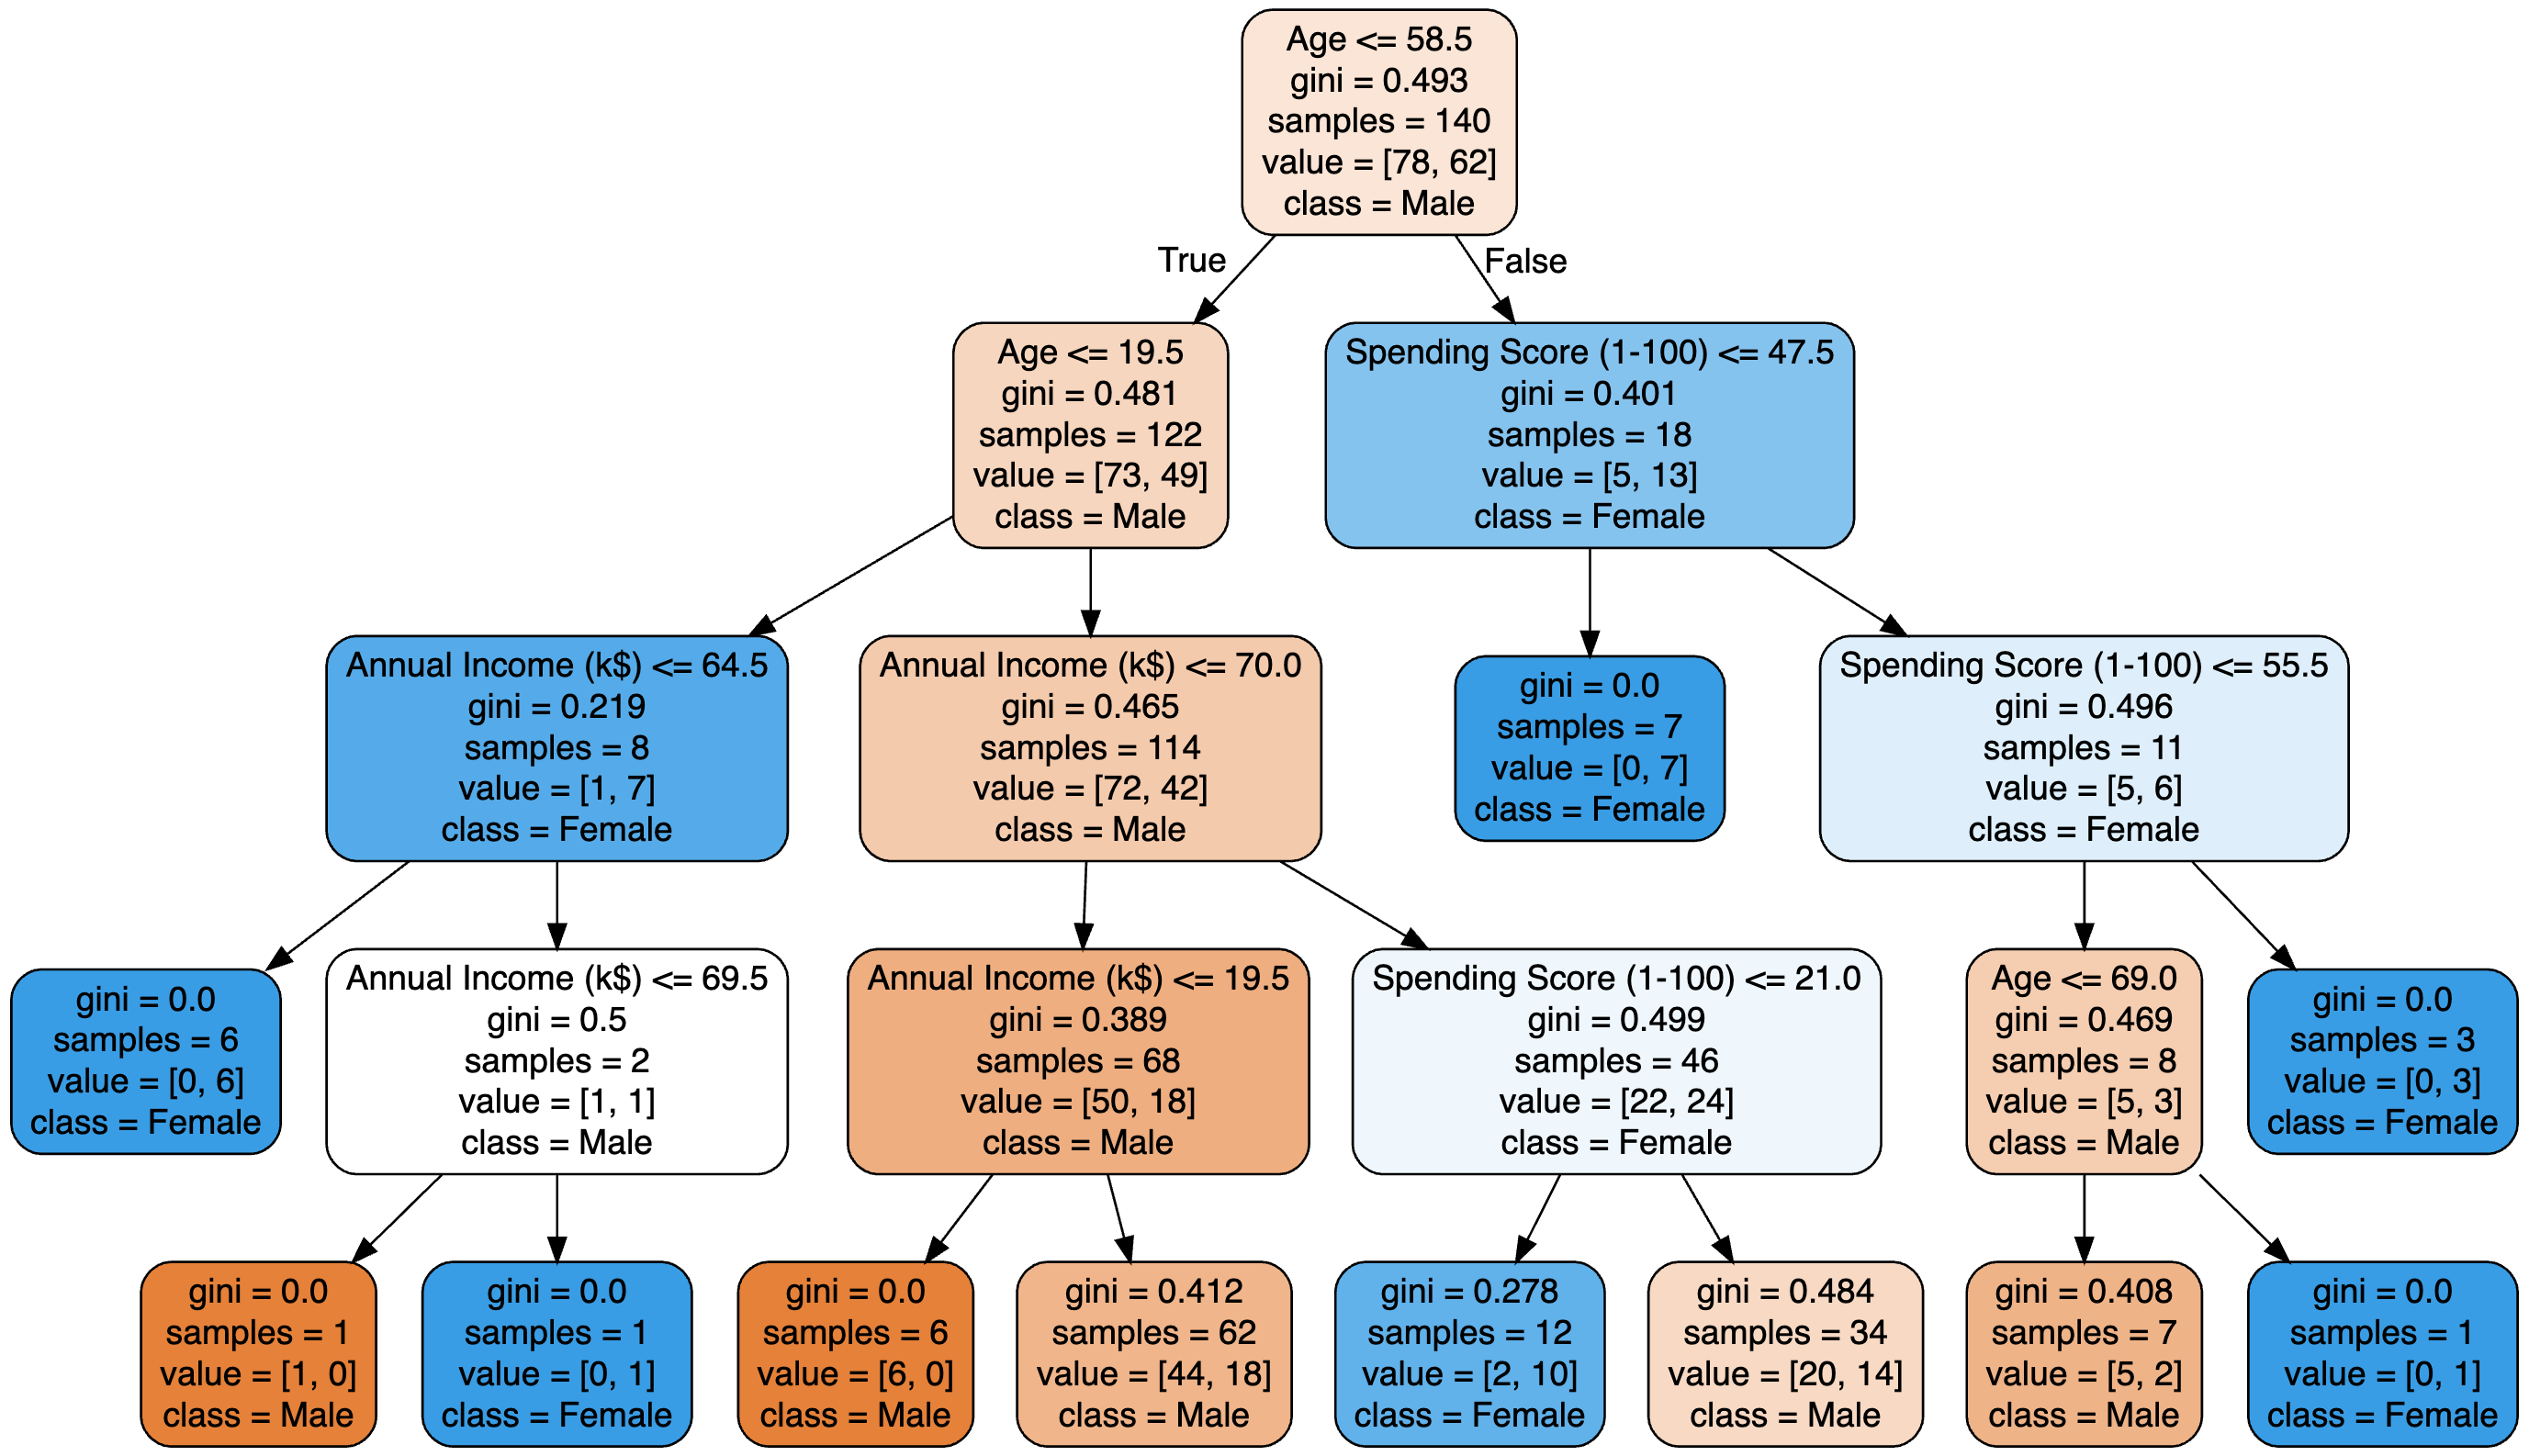 Age <= 58.5
gini = 0.493
samples = 140
value = [78, 62]
class = Male
True
False
Age <= 19.5
gini = 0.481
samples = 122
value = [73, 49]
class = Male
Spending Score (1-100) <= 47.5
gini = 0.401
samples = 18
value = [5, 13]
class = Female
Annual Income (k$) <= 64.5
gini = 0.219
samples = 8
value = [1, 7]
class = Female
Annual Income (k$) <= 70.0
gini = 0.465
samples = 114
value = [72, 42]
class = Male
gini = 0.0
samples = 7
value = [0, 7]
class = Female
Spending Score (1-100) <= 55.5
gini = 0.496
samples = 11
value = [5, 6]
class = Female
gini = 0.0
samples = 6
value = [0, 6]
class = Female
Annual Income (k$) <= 69.5
gini = 0.5
samples = 2
value = [1, 1]
class = Male
Annual Income (k$) <= 19.5
gini = 0.389
samples = 68
value = [50, 18]
class = Male
Spending Score (1-100) <= 21.0
gini = 0.499
samples = 46
value = [22, 24]
class = Female
Age <= 69.0
gini = 0.469
samples = 8
value = [5, 3]
class = Male
gini = 0.0
samples = 3
value = [0, 3]
class = Female
gini = 0.0
samples = 1
value = [1, 0]
class = Male
gini = 0.0
samples = 1
value = [0, 1]
class = Female
gini = 0.0
samples = 6
value = [6, 0]
class = Male
gini = 0.412
samples = 62
value = [44, 18]
class = Male
gini = 0.278
samples = 12
value = [2, 10]
class = Female
gini = 0.484
samples = 34
value = [20, 14]
class = Male
gini = 0.408
samples = 7
value = [5, 2]
class = Male
gini = 0.0
samples = 1
value = [0, 1]
class = Female